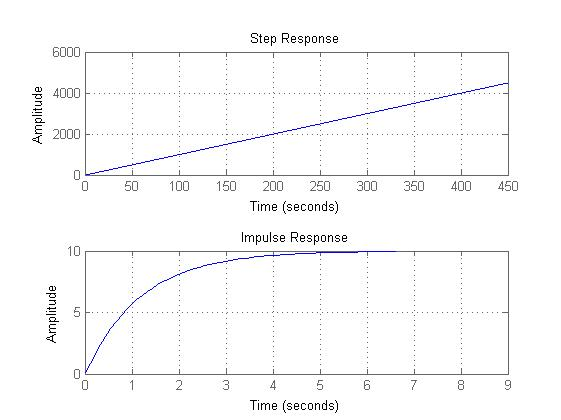 Step Response
6000
4000
2000
0
Amplitude
0 50 100 150 200 250 300 350 400 450
Time (seconds)
Impulse Response
10
5
0
Amplitude
0 1 2 3 4 5 6 7 8 9
Time (seconds)